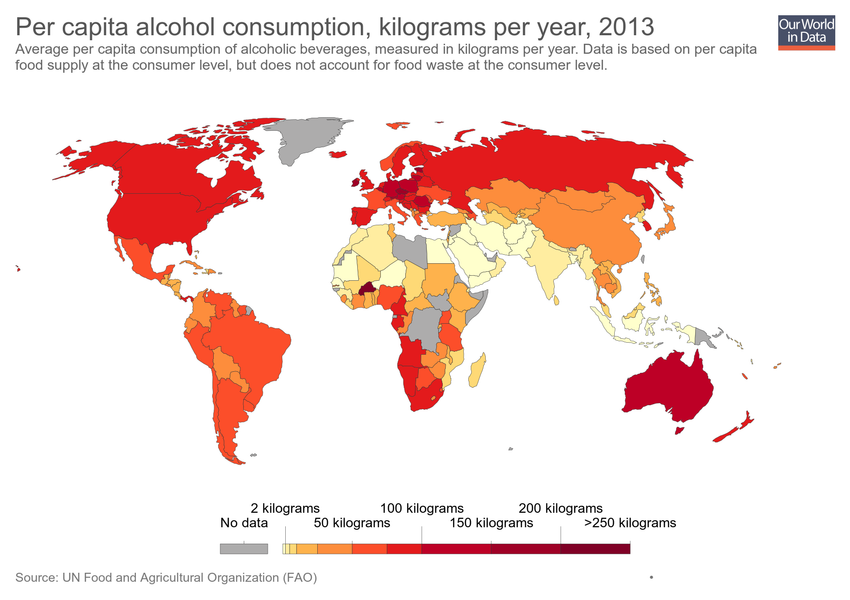 Per capita alcohol consumption, kilograms per year, 2013
Our World
in Data
Average per capita consumption of alcoholic beverages, measured in kilograms per year. Data is based on per capita
food supply at the consumer level, but does not account for food waste at the consumer level.
2 kilograms 100 kilograms 200 kilograms
No data 50 kilograms 150 kilograms >250 kilograms
Source: UN Food and Agricultural Organization (FAO)